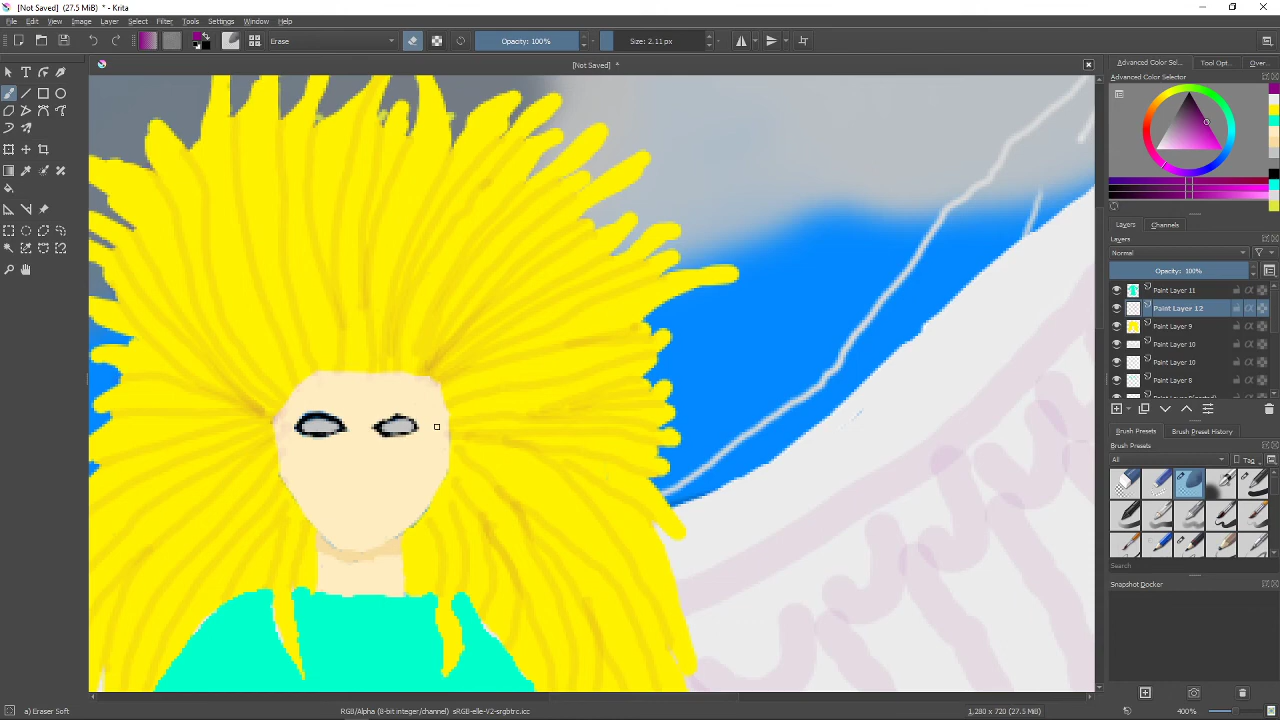 [Not Saved] (27.5 MiB) * - Krita
File Edit View Image Layer Select Filter Tools Settings Window Help
Erase Opacity: 100% Size: 2.11 px
[Not Saved] *
Advanced Color Sel... Tool Opt... Over...
Advanced Color Selector
Layers Channels
Layers
Normal
Opacity: 100%
Paint Layer 11
Paint Layer 12
Paint Layer 9
Paint Layer 10
Paint Layer 10
Paint Layer 8
Brush Presets Brush Preset History
Brush Presets
All Tag
Search
Snapshot Docker
a) Eraser Soft RGB/Alpha (8-bit integer/channel) sRGB-elle-V2-srgbtrc.icc 1,280 x 720 (27.5 MiB) 400%